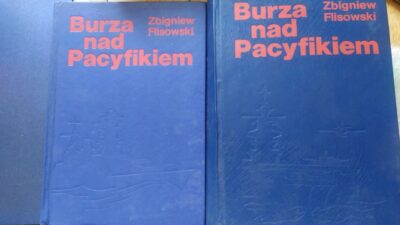 Burza
nad
Pacyfikiem
Zbigniew
Flisowski
Burza
nad
Pacyfikiem
Zbigniew
Flisowski